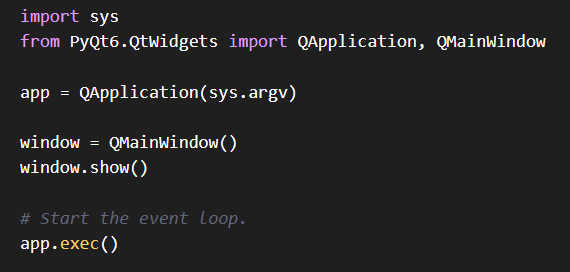 import sys
from PyQt6.QtWidgets import QApplication, QMainWindow
app = QApplication(sys.argv)
window = QMainWindow()
window.show()
# Start the event loop.
app.exec()